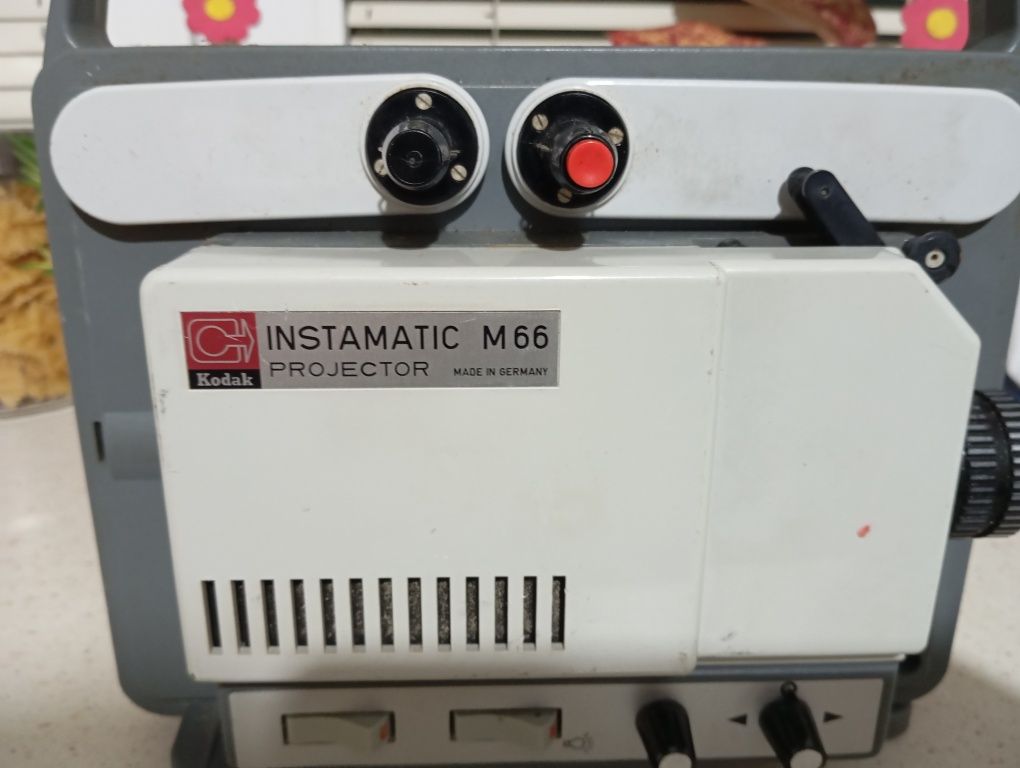 INSTAMATIC M66
Kodak PROJECTOR MADE IN GERMANY